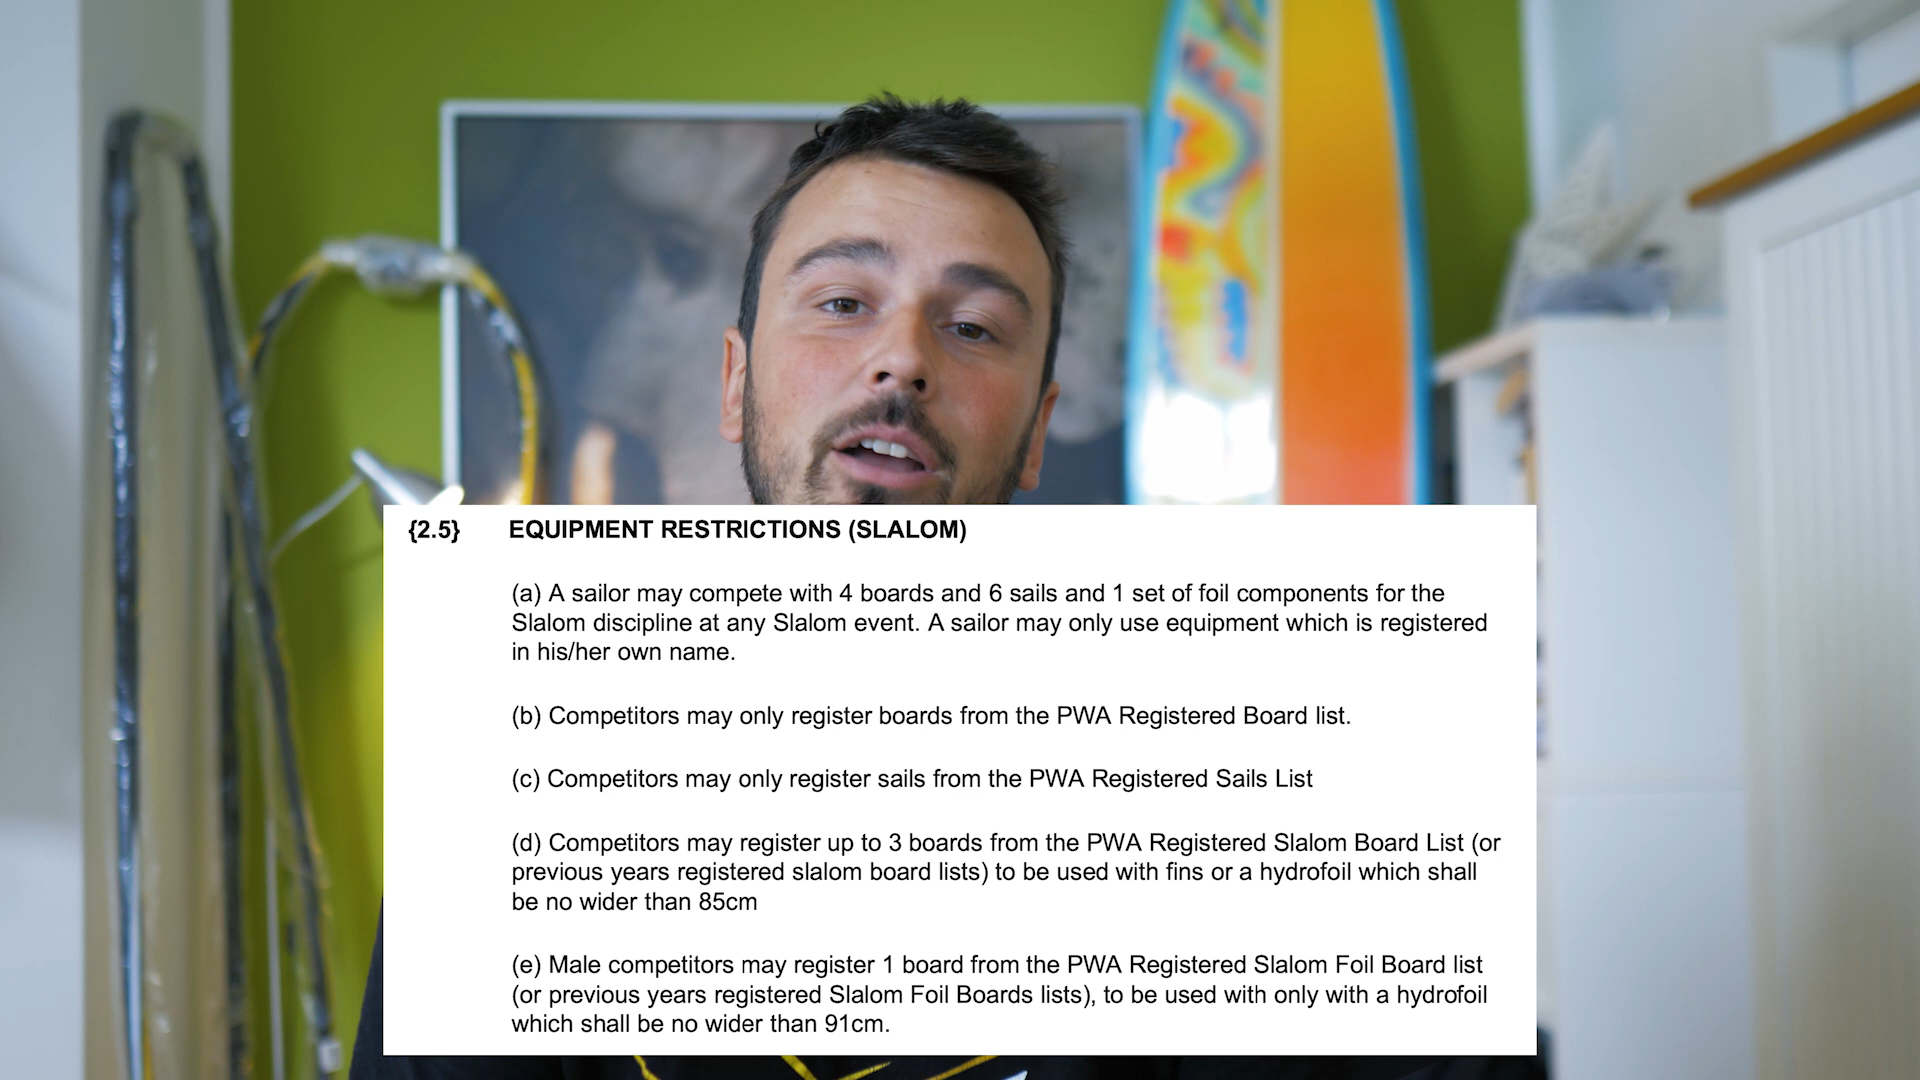 {2.5} EQUIPMENT RESTRICTIONS (SLALOM)
(a) A sailor may compete with 4 boards and 6 sails and 1 set of foil components for the
Slalom discipline at any Slalom event. A sailor may only use equipment which is registered
in his/her own name.
(b) Competitors may only register boards from the PWA Registered Board list.
(c) Competitors may only register sails from the PWA Registered Sails List
(d) Competitors may register up to 3 boards from the PWA Registered Slalom Board List (or
previous years registered slalom board lists) to be used with fins or a hydrofoil which shall
be no wider than 85cm
(e) Male competitors may register 1 board from the PWA Registered Slalom Foil Board list
(or previous years registered Slalom Foil Boards lists), to be used with only with a hydrofoil
which shall be no wider than 91cm.